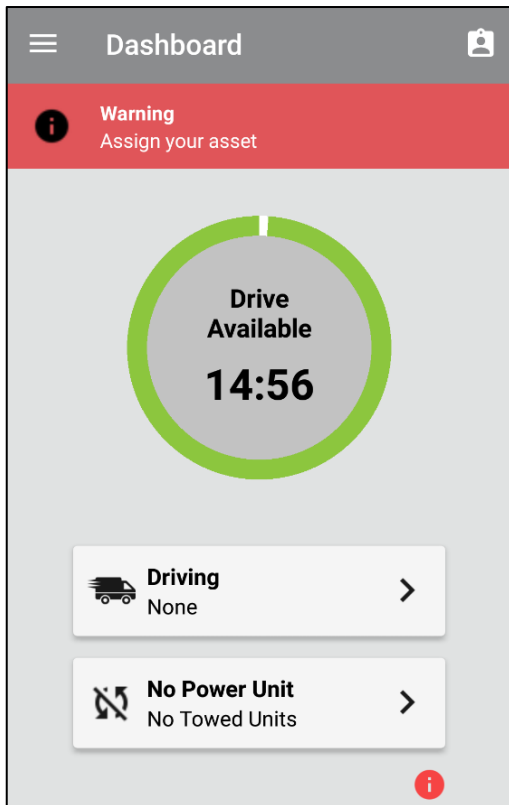 Dashboard
Warning
Assign your asset
Drive
Available
14:56
Driving
None
No Power Unit
No Towed Units